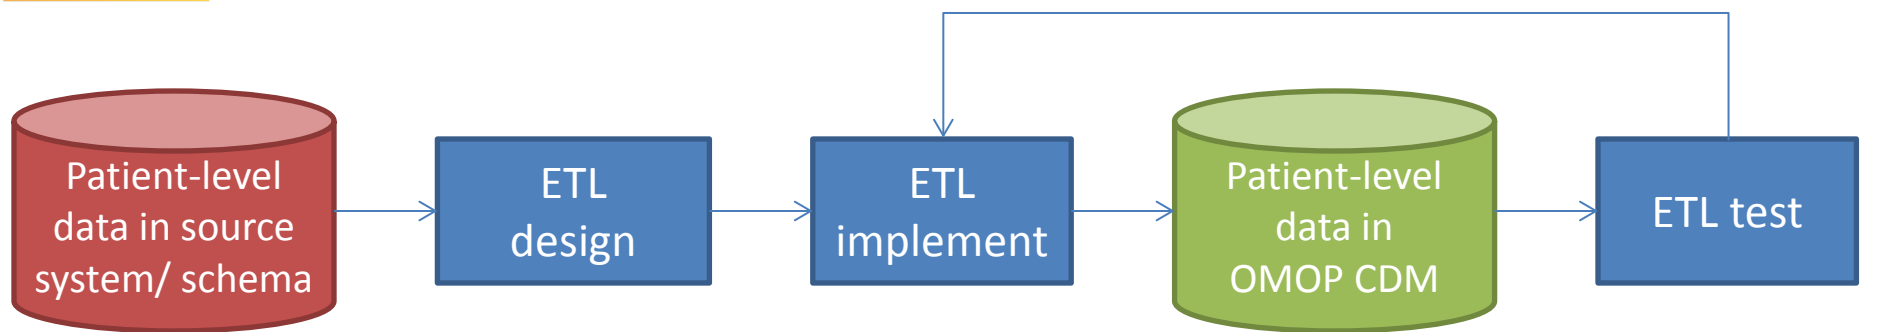 Patient-level
data in source
system/ schema
ETL
design
ETL
implement
Patient-level
data in
OMOP CDM
ETL test